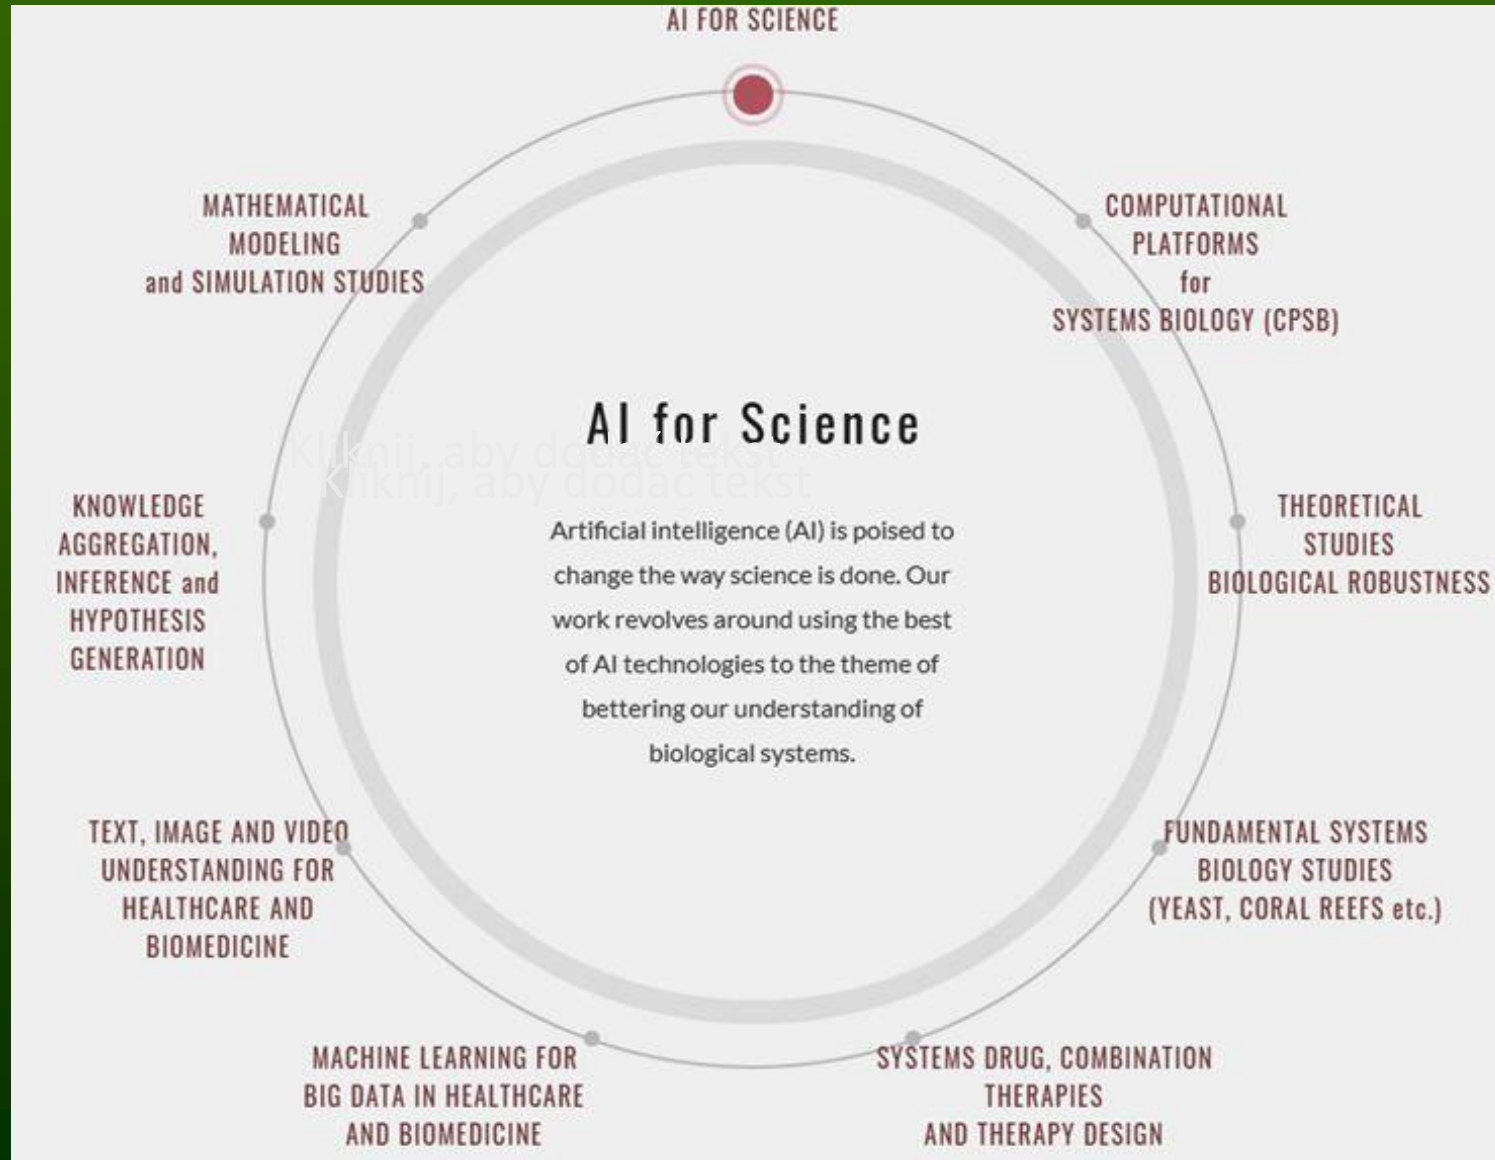 AI FOR SCIENCE
MATHEMATICAL
MODELING
and SIMULATION STUDIES
COMPUTATIONAL
PLATFORMS
for
SYSTEMS BIOLOGY (CPSB)
AI for Science
Kliknij, aby dodać tekst
Kliknij, aby dodać tekst
Artificial intelligence (AI) is poised to
change the way science is done. Our
work revolves around using the best
of AI technologies to the theme of
bettering our understanding of
biological systems.
KNOWLEDGE
AGGREGATION,
INFERENCE and
HYPOTHESIS
GENERATION
THEORETICAL
STUDIES
BIOLOGICAL ROBUSTNESS
TEXT, IMAGE AND VIDEO
UNDERSTANDING FOR
HEALTHCARE AND
BIOMEDICINE
FUNDAMENTAL SYSTEMS
BIOLOGY STUDIES
(YEAST, CORAL REEFS etc.)
MACHINE LEARNING FOR
BIG DATA IN HEALTHCARE
AND BIOMEDICINE
SYSTEMS DRUG, COMBINATION
THERAPIES
AND THERAPY DESIGN